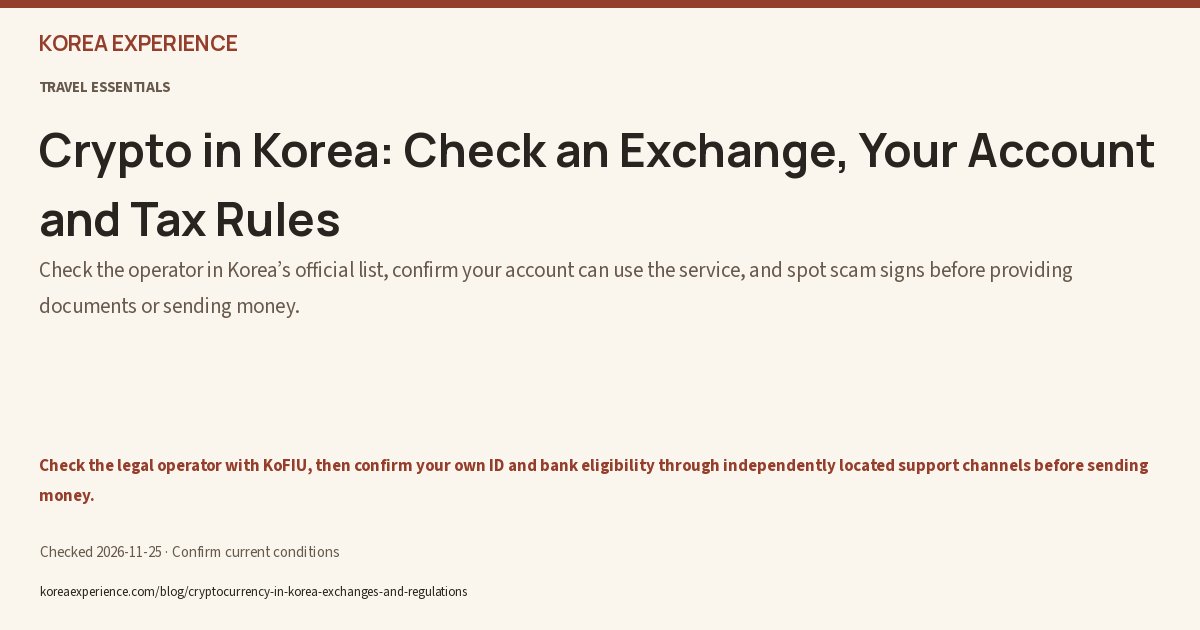 KOREA EXPERIENCE
TRAVEL ESSENTIALS
Crypto in Korea: Check an Exchange, Your Account
and Tax Rules
Check the operator in Korea’s official list, confirm your account can use the service, and spot scam signs before providing
documents or sending money.
Check the legal operator with KoFIU, then confirm your own ID and bank eligibility through independently located support channels before sending
money.
Checked 2026-11-25 · Confirm current conditions
koreaexperience.com/blog/cryptocurrency-in-korea-exchanges-and-regulations